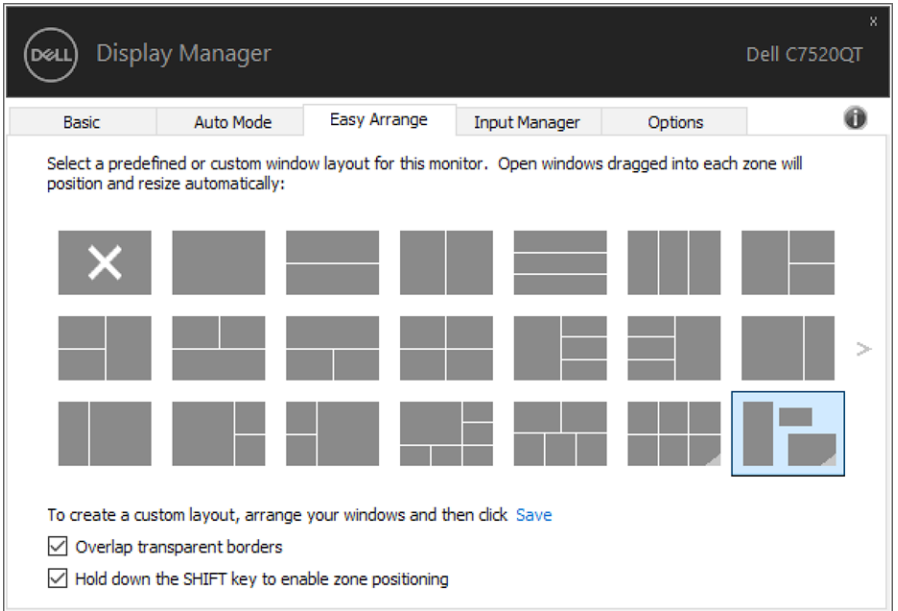 x
DELL
Display Manager
Dell C7520QT
Basic
Auto Mode
Easy Arrange
Input Manager
Options
i
Select a predefined or custom window layout for this monitor. Open windows dragged into each zone will
position and resize automatically:
>
To create a custom layout, arrange your windows and then click Save
Overlap transparent borders
Hold down the SHIFT key to enable zone positioning